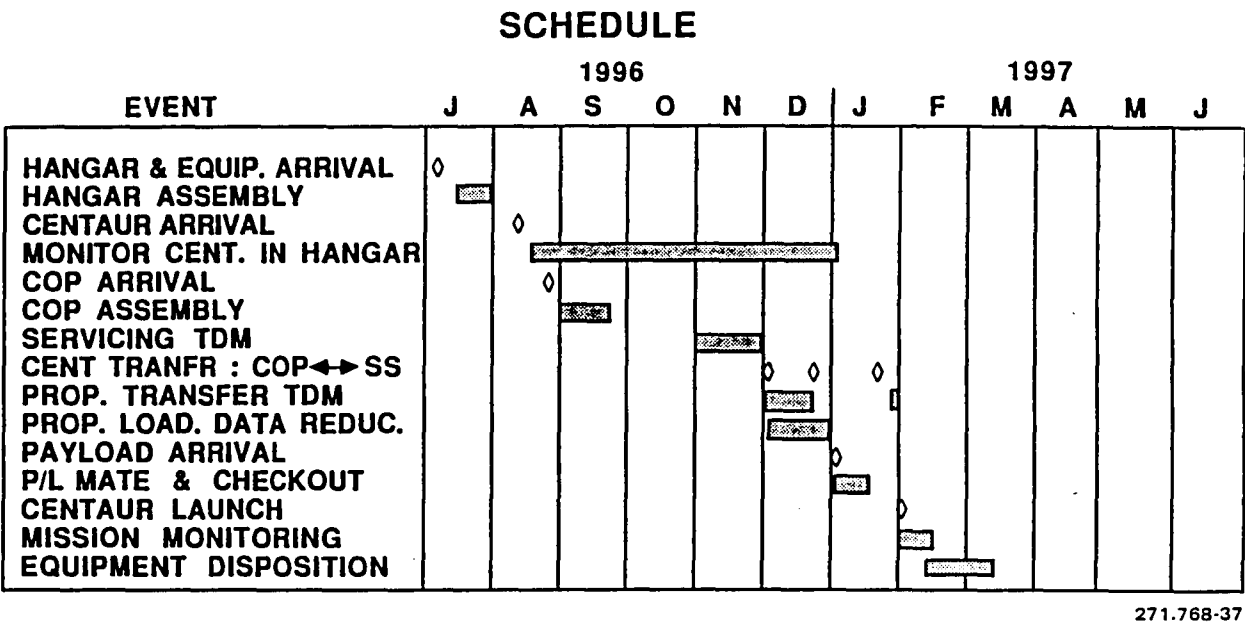 SCHEDULE
1996 1997
EVENT J A S O N D J F M A M J
HANGAR & EQUIP. ARRIVAL
HANGAR ASSEMBLY
CENTAUR ARRIVAL
MONITOR CENT. IN HANGAR
COP ARRIVAL
COP ASSEMBLY
SERVICING TDM
CENT TRANFR : COP◄►SS
PROP. TRANSFER TDM
PROP. LOAD. DATA REDUC.
PAYLOAD ARRIVAL
P/L MATE & CHECKOUT
CENTAUR LAUNCH
MISSION MONITORING
EQUIPMENT DISPOSITION
271.768-37